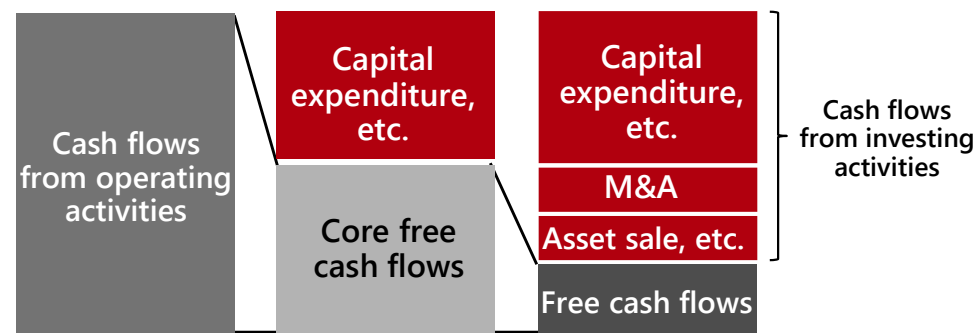 Cash flows
from operating
activities
Capital
expenditure,
etc.
Core free
cash flows
Capital
expenditure,
etc.
M&A
Asset sale, etc.
Free cash flows
Cash flows
from investing
activities